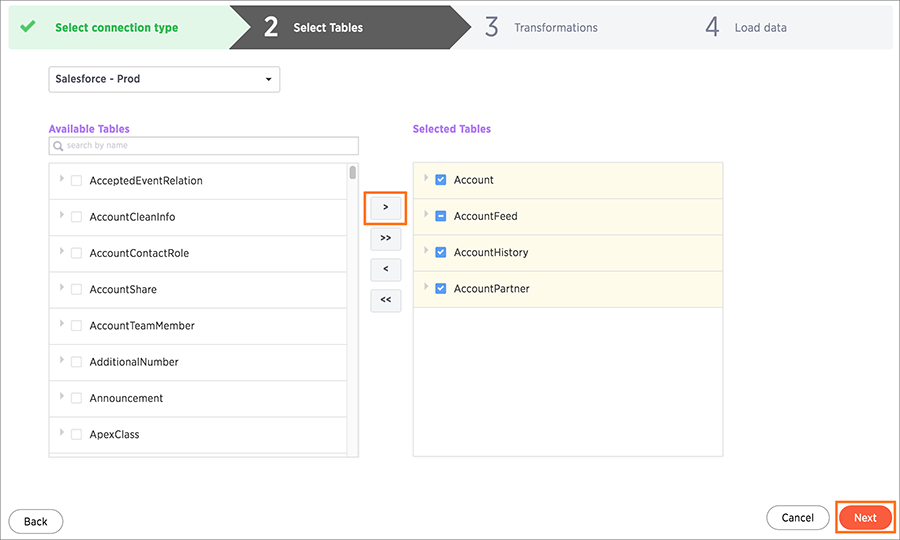 Select connection type
2 Select Tables
3 Transformations
4 Load data
Salesforce - Prod
Available Tables
search by name
AcceptedEventRelation
AccountCleanInfo
AccountContactRole
AccountShare
AccountTeamMember
AdditionalNumber
Announcement
ApexClass
>
>>
<
<<
Selected Tables
Account
AccountFeed
AccountHistory
AccountPartner
Back
Cancel
Next